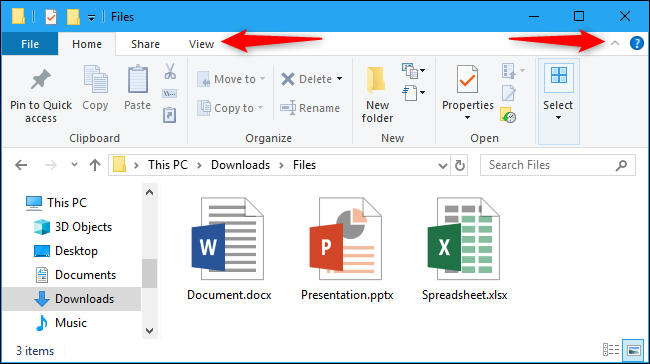 Files
File Home Share View
Pin to Quick access
Copy
Paste
Move to
Copy to
Delete
Rename
New folder
Properties
Select
Clipboard Organize New Open
This PC Downloads Files
Search Files
This PC
3D Objects
Desktop
Documents
Downloads
Music
W
Document.docx
P
Presentation.pptx
X
Spreadsheet.xlsx
3 items